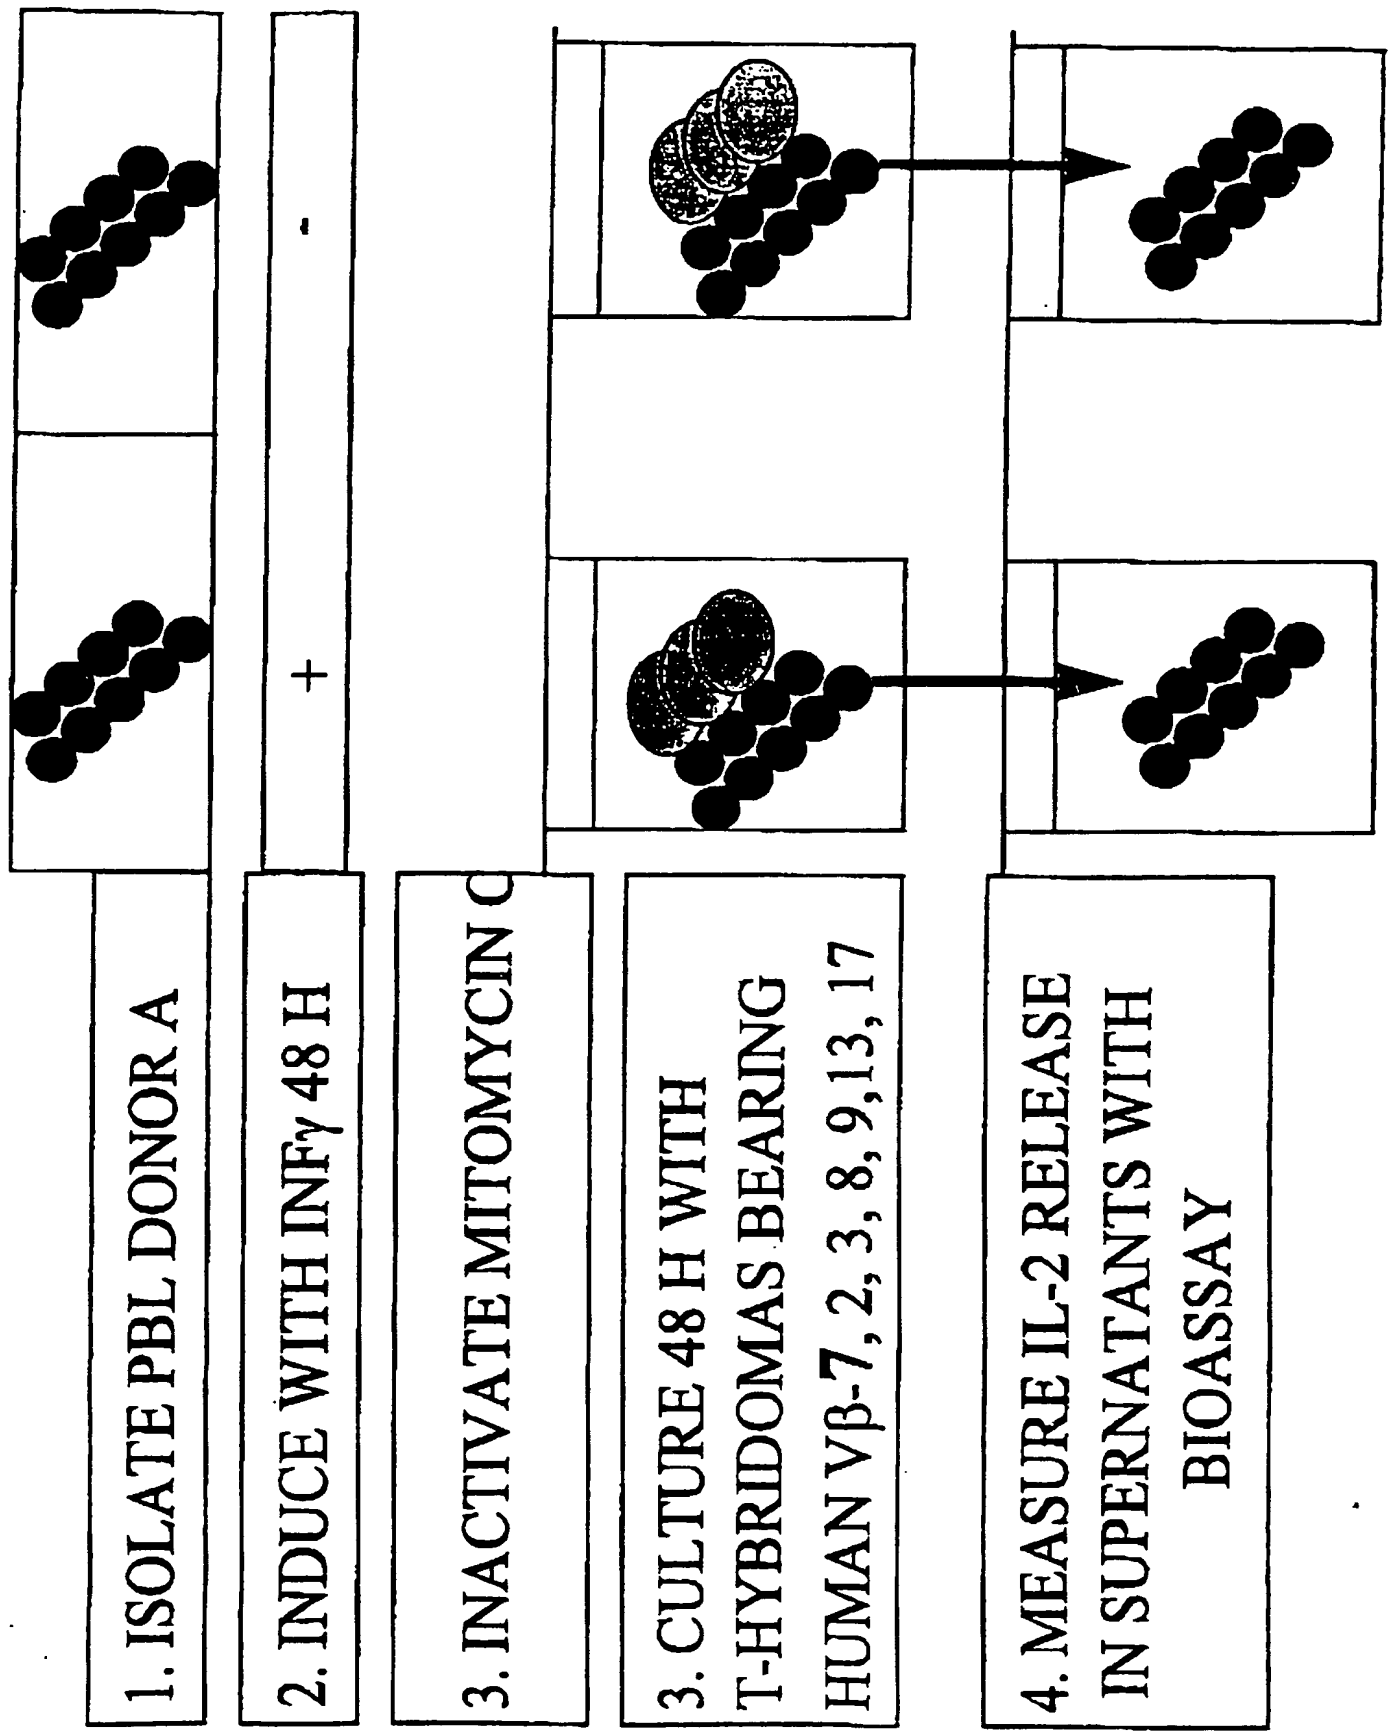 1. ISOLATE PBL DONOR A
2. INDUCE WITH INFγ 48 H
+ -
3. INACTIVATE MITOMYCIN C
3. CULTURE 48 H WITH
T-HYBRIDOMAS BEARING
HUMAN Vβ-7, 2, 3, 8, 9,13, 17
4. MEASURE IL-2 RELEASE
IN SUPERNATANTS WITH
BIOASSAY